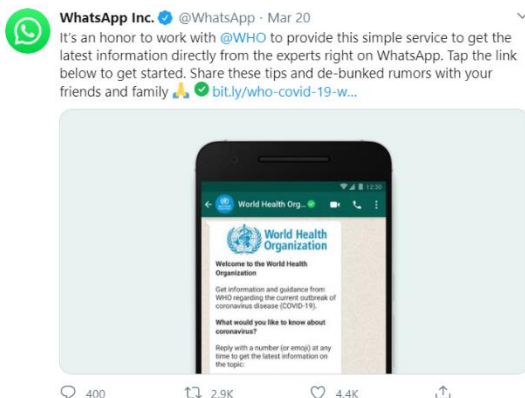 WhatsApp Inc. @WhatsApp · Mar 20
It's an honor to work with @WHO to provide this simple service to get the
latest information directly from the experts right on WhatsApp. Tap the link
below to get started. Share these tips and de-bunked rumors with your
friends and family 🙏 ✅ bit.ly/who-covid-19-w...
12:30
World Health Org...
World Health
Organization
Welcome to the World Health
Organization
Get information and guidance from
WHO regarding the current outbreak of
coronavirus disease (COVID-19).
What would you like to know about
coronavirus?
Reply with a number (or emoji) at any
time to get the latest information on
the topic:
400 2.9K 4.4K